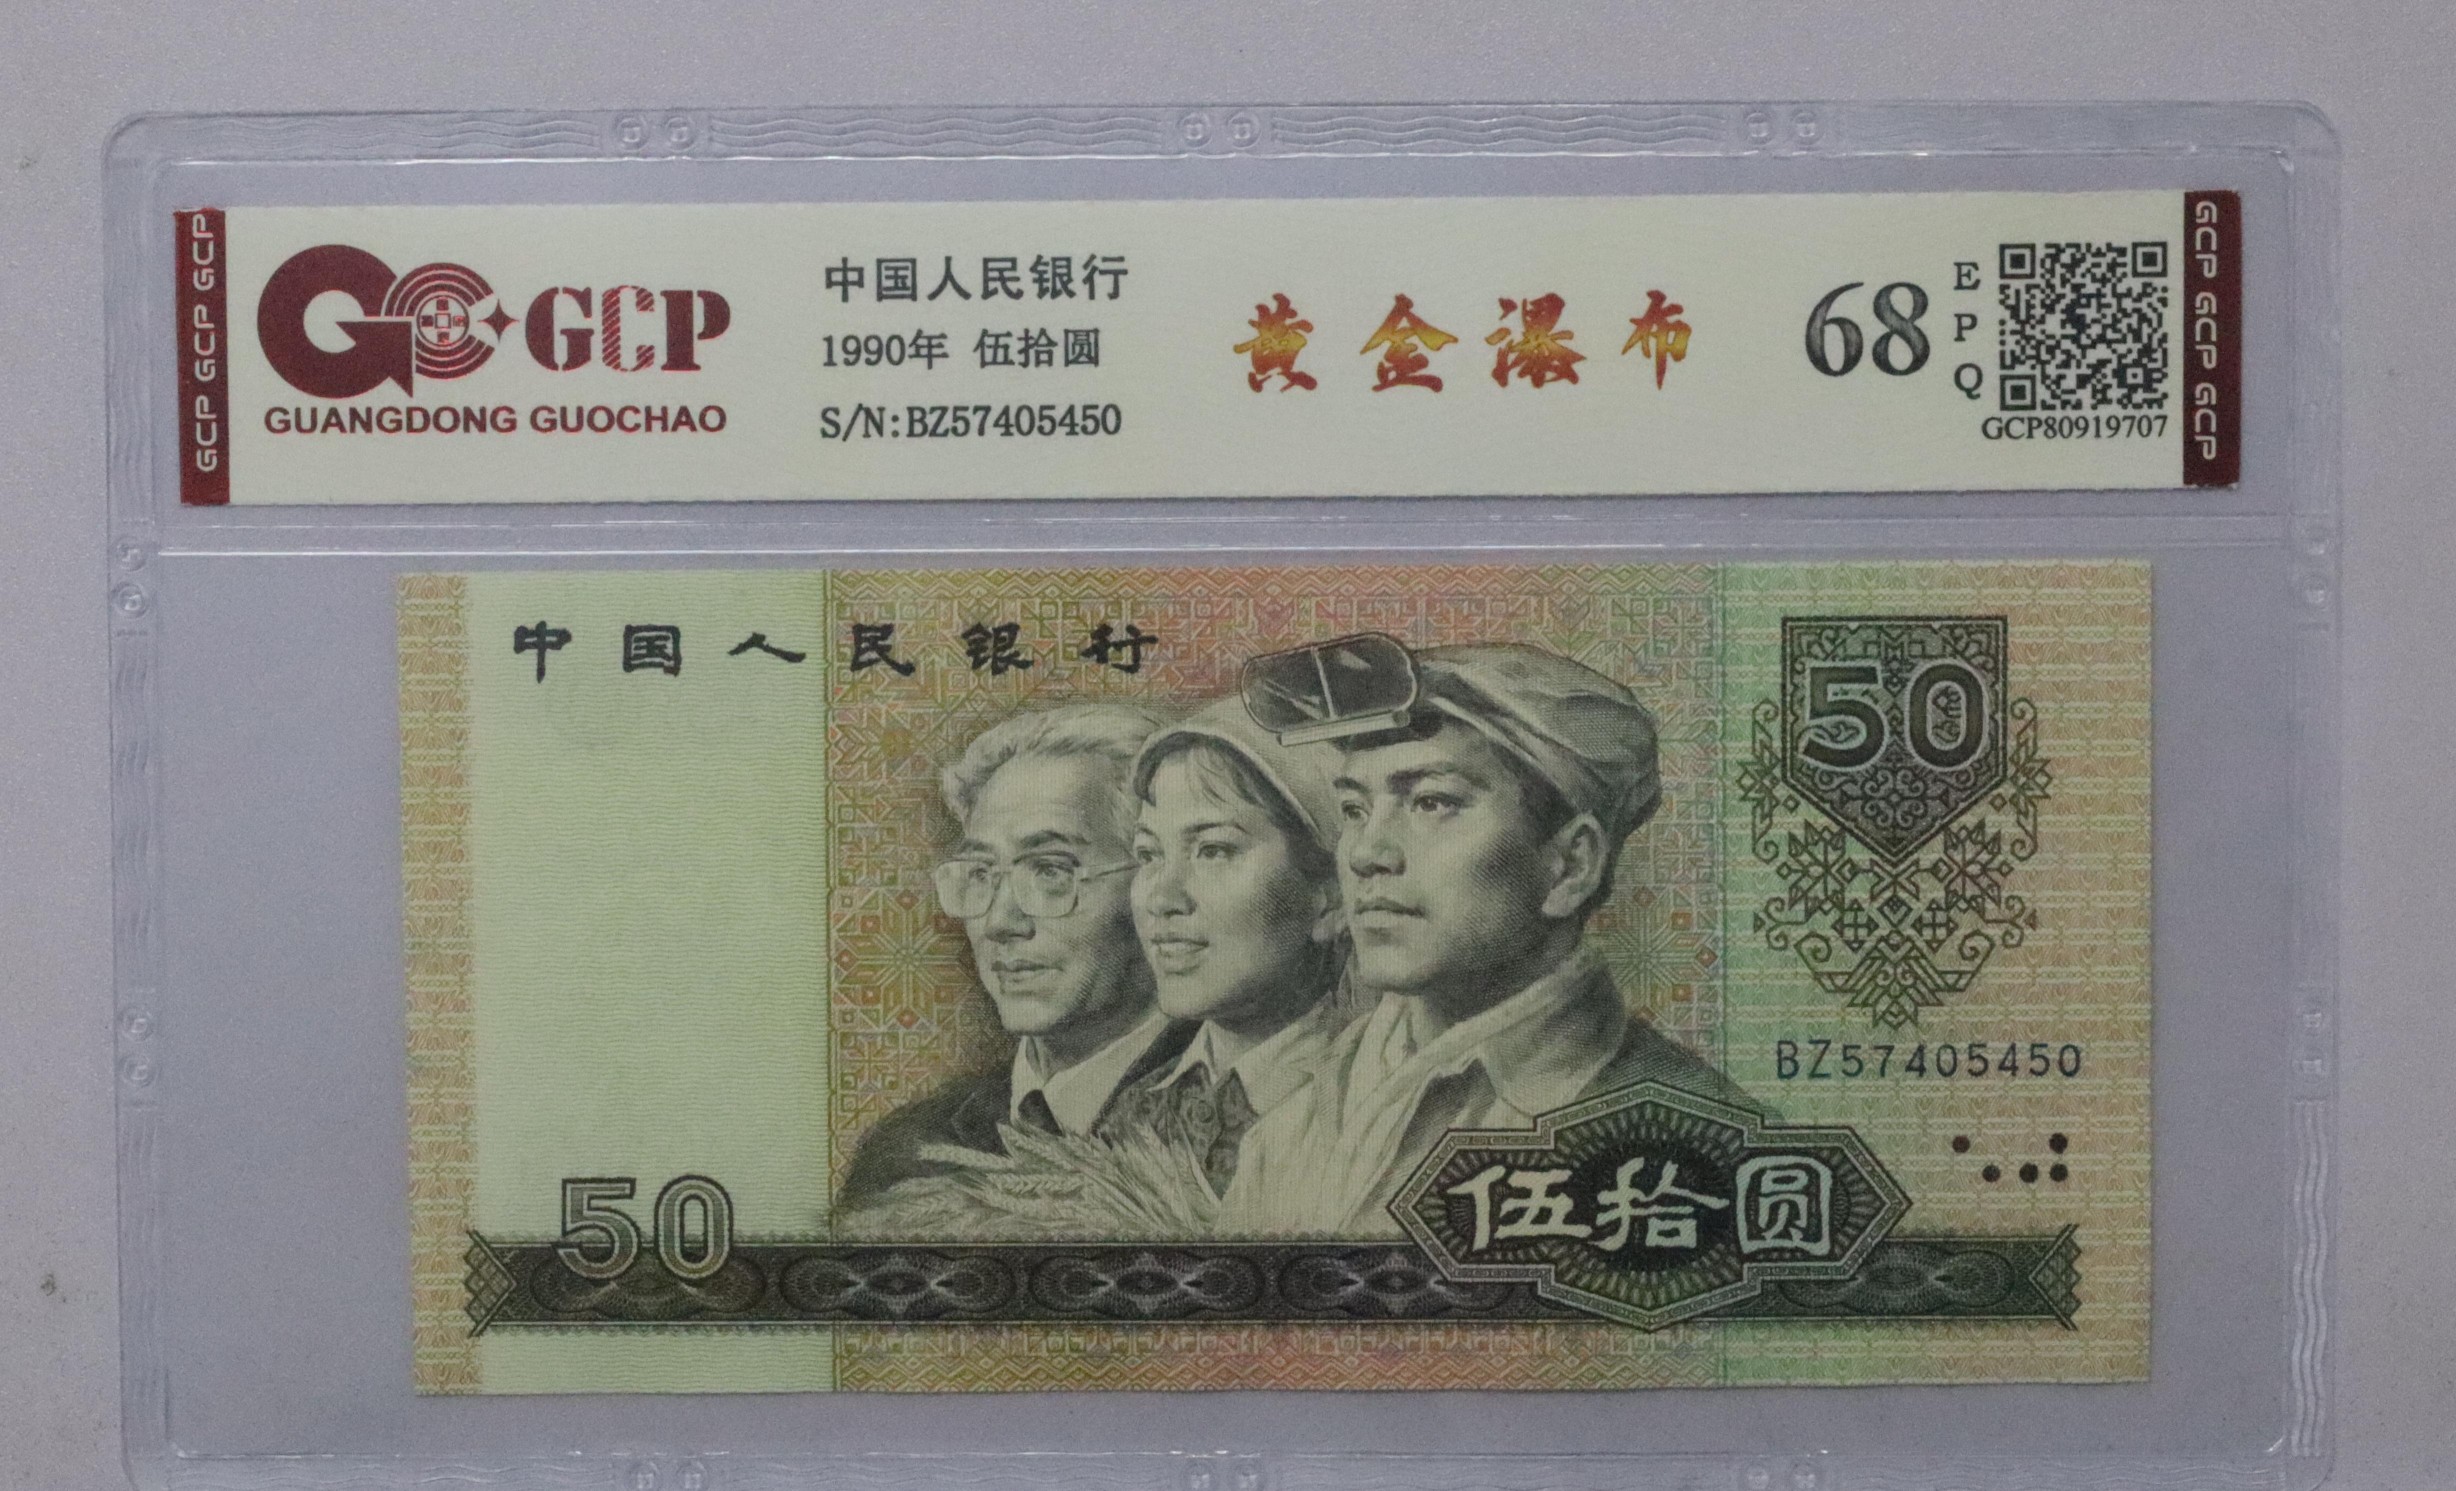 GCP GCP GCP
GCP
GUANGDONG GUOCHAO
中国人民银行
1990年 伍拾圆
S/N:BZ57405450
黄金瀑布
68
EPQ
GCP80919707
GCP GCP GCP
中国人民银行
50
BZ57405450
50
伍拾圆